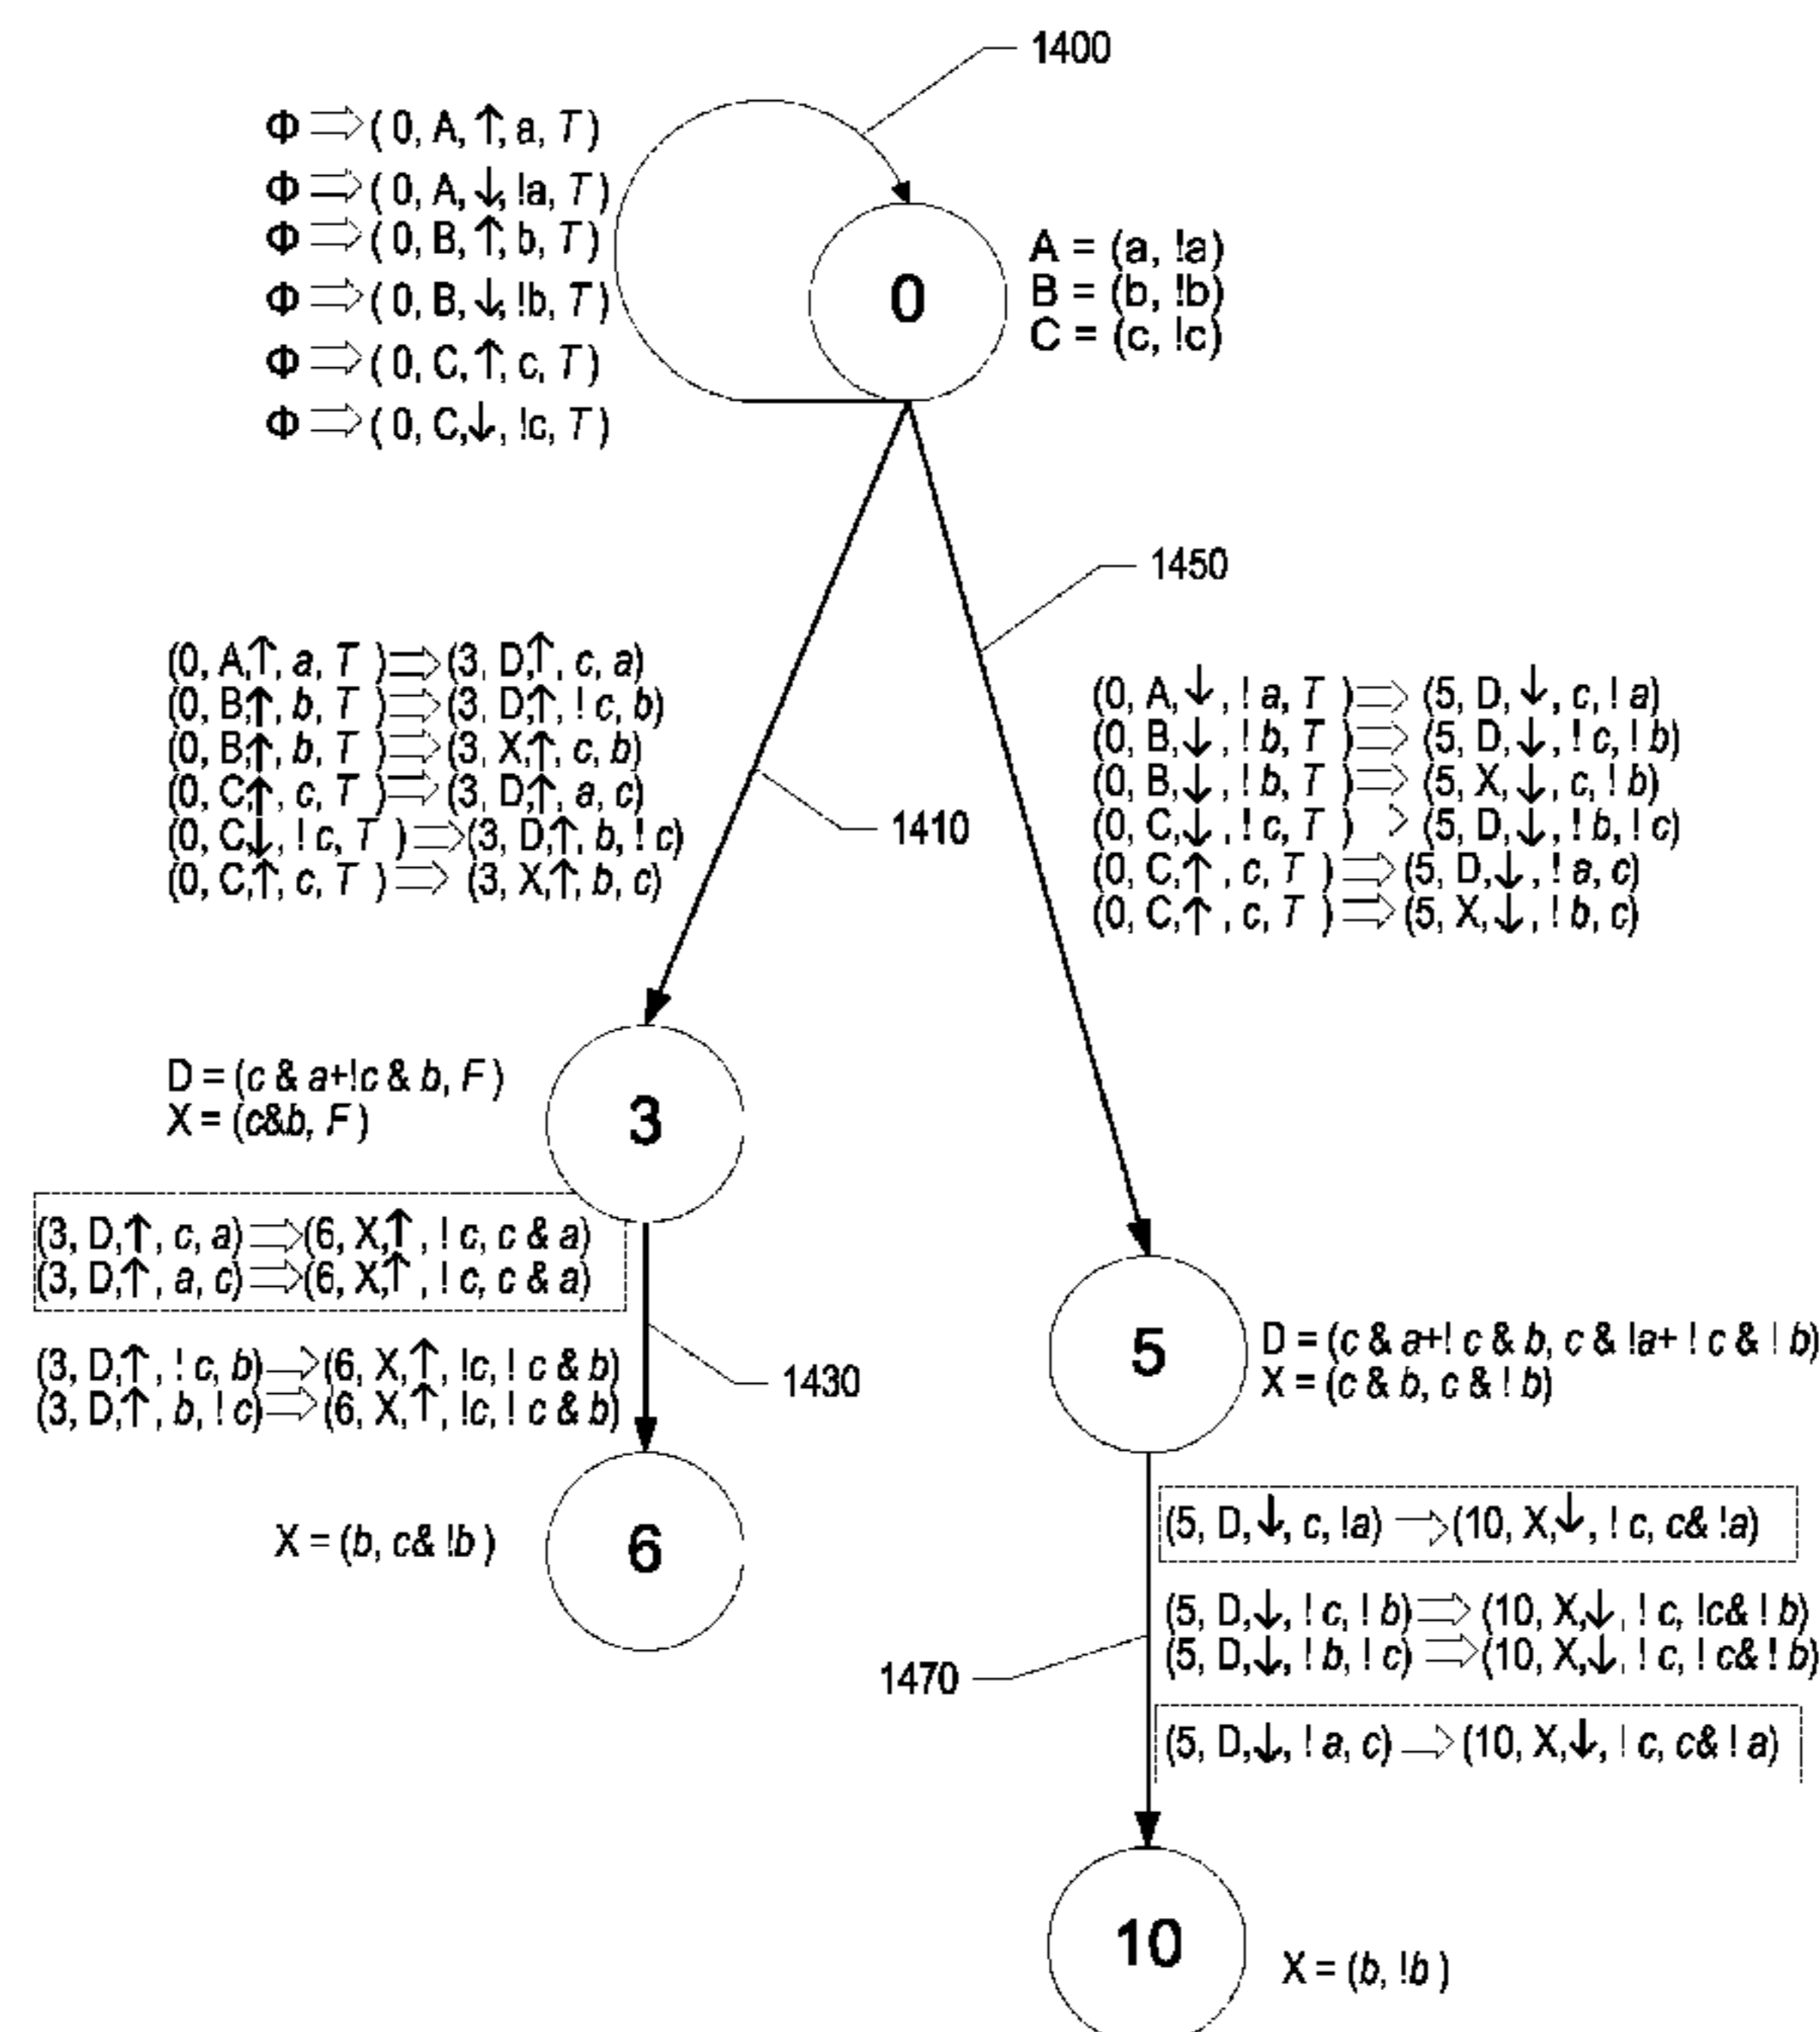 1400
Φ ⇒ ( 0, A, ↑, a, T )
Φ ⇒ ( 0, A, ↓, !a, T )
Φ ⇒ ( 0, B, ↑, b, T )
Φ ⇒ ( 0, B, ↓, !b, T )
Φ ⇒ ( 0, C, ↑, c, T )
Φ ⇒ ( 0, C,↓, !c, T )
0
A = (a, !a)
B = (b, !b)
C = (c, !c)
1450
(0, A,↑, a, T ) ⇒ (3, D,↑, c, a)
(0, B,↑, b, T ) ⇒ (3, D,↑, ! c, b)
(0, B,↑, b, T ) ⇒ (3, X,↑, c, b)
(0, C,↑, c, T ) ⇒ (3, D,↑, a, c)
(0, C,↓, ! c, T ) ⇒ (3, D,↑, b, ! c)
(0, C,↑, c, T ) ⇒ (3, X,↑, b, c)
1410
(0, A, ↓, ! a, T ) ⇒ (5, D, ↓, c, ! a)
(0, B,↓, ! b, T ) ⇒ (5, D, ↓, ! c, ! b)
(0, B,↓, ! b, T ) ⇒ (5, X, ↓, c, ! b)
(0, C,↓, ! c, T ) > (5, D, ↓, ! b, ! c)
(0, C,↑, c, T ) ⇒ (5, D,↓, ! a, c)
(0, C,↑, c, T ) ⇒ (5, X,↓, ! b, c)
D = (c & a+!c & b, F )
X = (c&b, F )
3
(3, D,↑, c, a) ⇒ (6, X,↑, ! c, c & a)
(3, D,↑, a, c) ⇒ (6, X,↑, ! c, c & a)
(3, D,↑, ! c, b) ⇒ (6, X,↑, !c, ! c & b)
(3, D,↑, b, ! c) ⇒ (6, X,↑, !c, ! c & b)
1430
5
D = (c & a+! c & b, c & !a+ ! c & ! b)
X = (c & b, c & ! b)
X = (b, c& !b )
6
(5, D,↓, c, !a) ⇒ (10, X,↓, ! c, c& !a)
(5, D,↓, ! c, ! b) ⇒ (10, X,↓, ! c, !c& ! b)
(5, D,↓, ! b, ! c) ⇒ (10, X,↓, ! c, ! c& ! b)
1470
(5, D,↓, ! a, c) ⇒ (10, X,↓, ! c, c& ! a)
10
X = (b, !b )